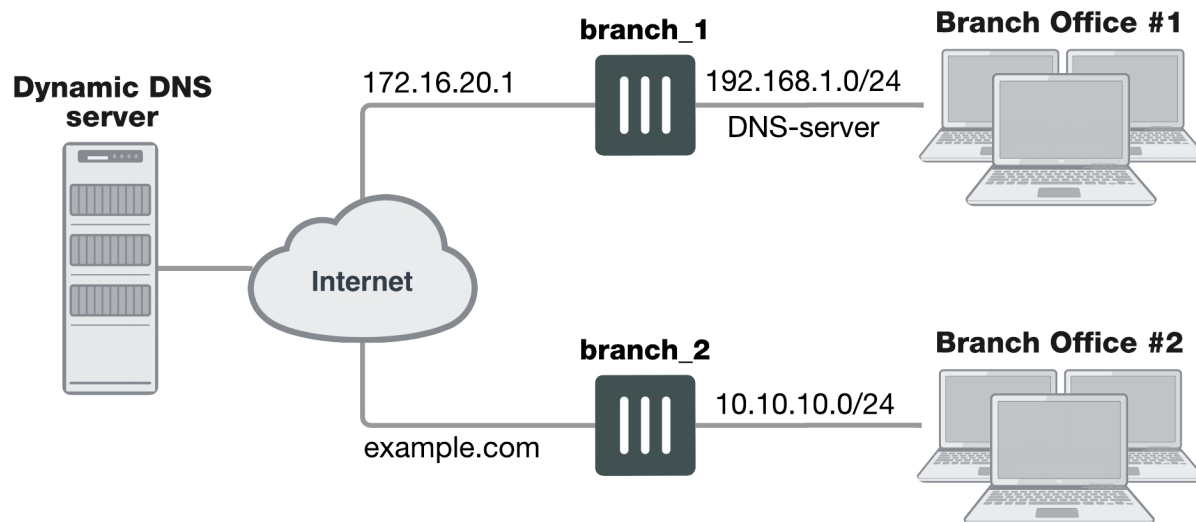 Dynamic DNS
server
172.16.20.1
branch_1
192.168.1.0/24
DNS-server
Branch Office #1
Internet
example.com
branch_2
10.10.10.0/24
Branch Office #2